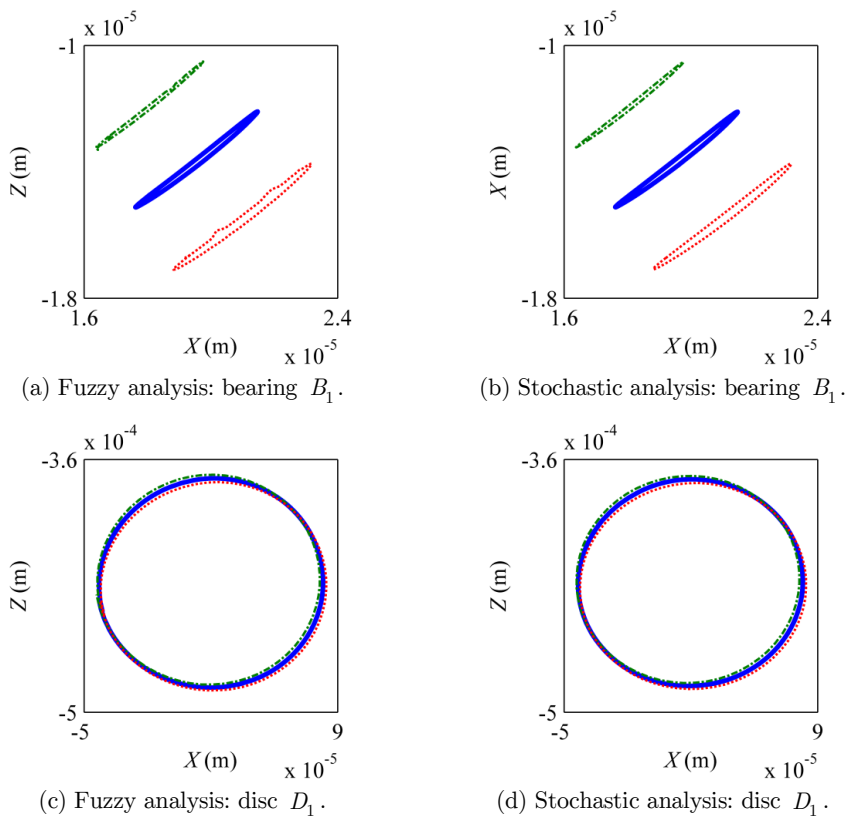 x 10⁻⁵
-1
Z (m)
-1.8
1.6
2.4
X (m)
x 10⁻⁵
(a) Fuzzy analysis: bearing B₁.
x 10⁻⁵
-1
X (m)
-1.8
1.6
2.4
X (m)
x 10⁻⁵
(b) Stochastic analysis: bearing B₁.
x 10⁻⁴
-3.6
Z (m)
-5
-5
9
X (m)
x 10⁻⁵
(c) Fuzzy analysis: disc D₁.
x 10⁻⁴
-3.6
Z (m)
-5
-5
9
X (m)
x 10⁻⁵
(d) Stochastic analysis: disc D₁.